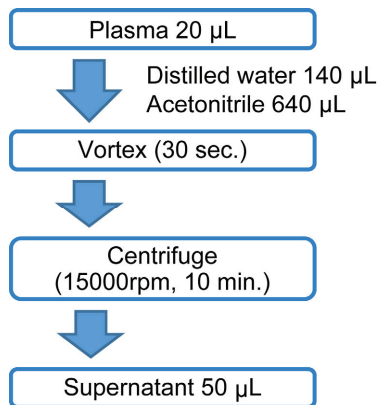 Plasma 20 µL
Distilled water 140 µL
Acetonitrile 640 µL
Vortex (30 sec.)
Centrifuge
(15000rpm, 10 min.)
Supernatant 50 µL